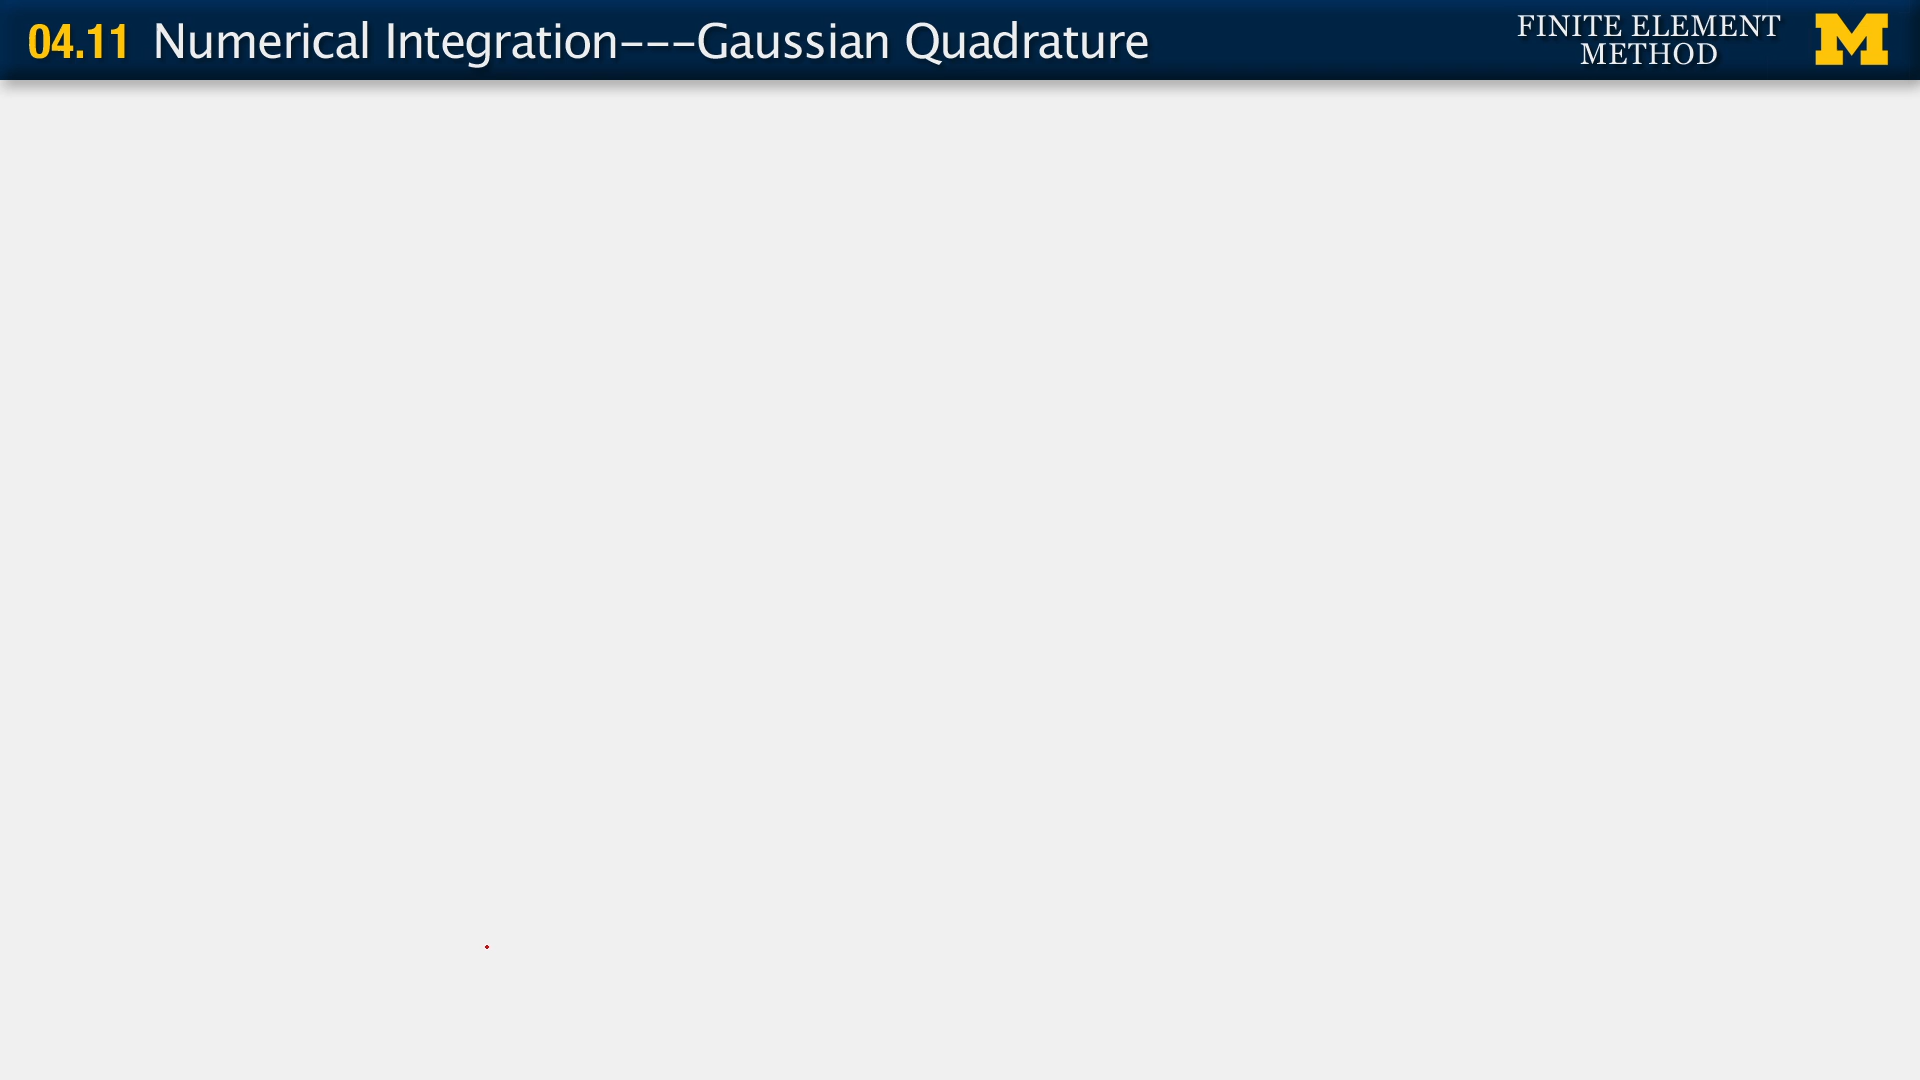 04.11 Numerical Integration---Gaussian Quadrature
FINITE ELEMENT
METHOD
M